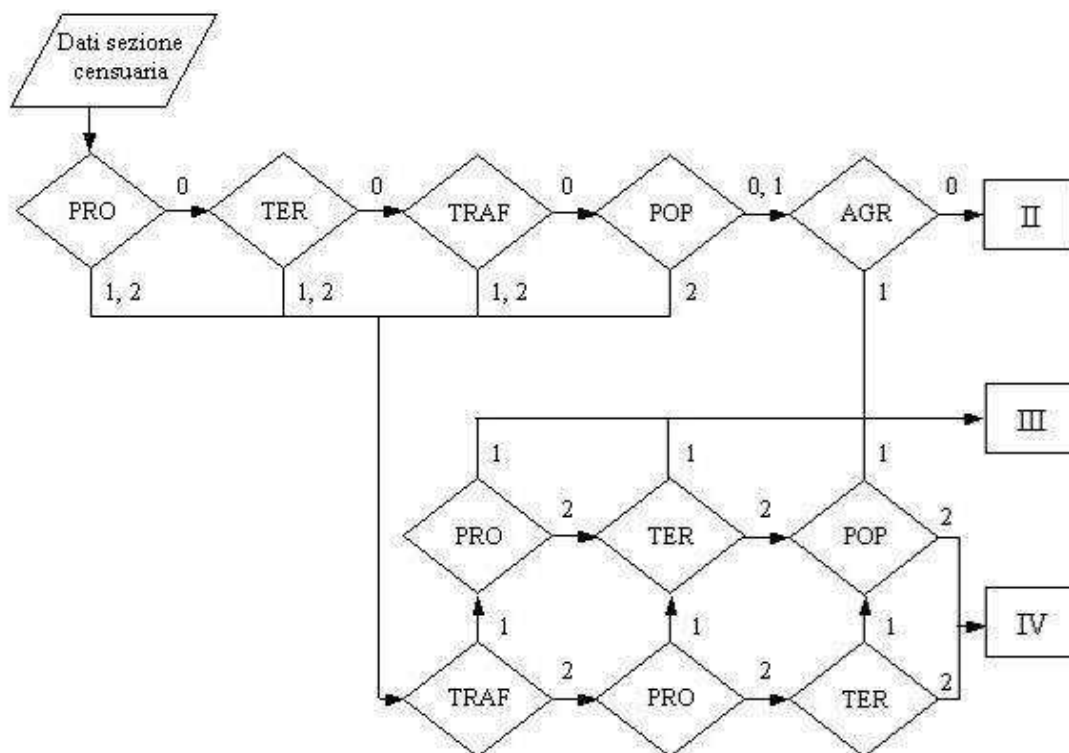 Dati sezione
censuaria
PRO
0
TER
0
TRAF
0
POP
0, 1
AGR
0
II
1, 2
1, 2
1, 2
2
1
III
1
1
1
PRO
2
TER
2
POP
2
1
1
1
IV
TRAF
2
PRO
2
TER
2